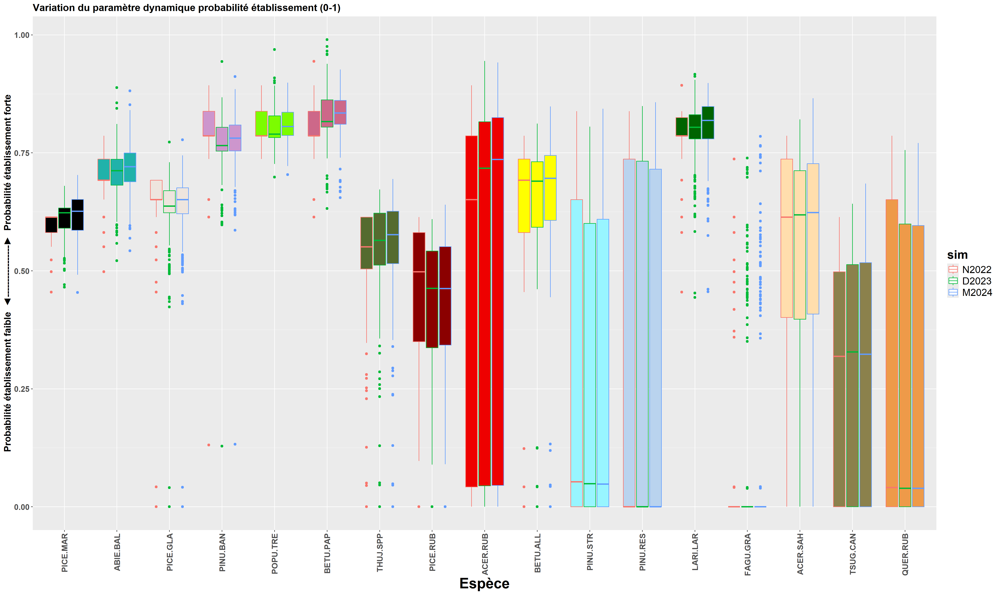 Variation du paramètre dynamique probabilité établissement (0-1)
Probabilité établissement faible ◄--------------► Probabilité établissement forte
1.00
0.75
0.50
0.25
0.00
PICE.MAR
ABIE.BAL
PICE.GLA
PINU.BAN
POPU.TRE
BETU.PAP
THUJ.SPP
PICE.RUB
ACER.RUB
BETU.ALL
PINU.STR
PINU.RES
LARI.LAR
FAGU.GRA
ACER.SAH
TSUG.CAN
QUER.RUB
Espèce
sim
N2022
D2023
M2024